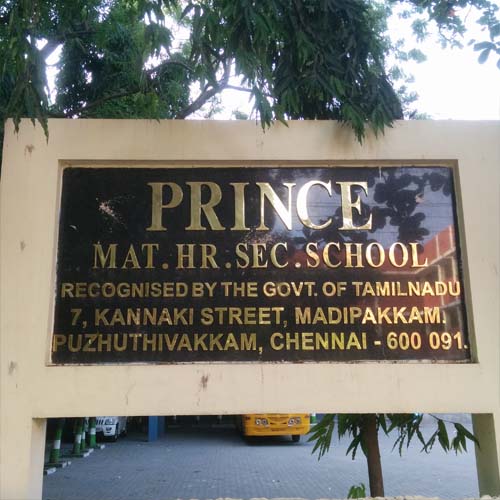 PRINCE
MAT.HR.SEC.SCHOOL
RECOGNISED BY THE GOVT. OF TAMILNADU
7, KANNAKI STREET, MADIPAKKAM.
PUZHUTHIVAKKAM, CHENNAI - 600 091.